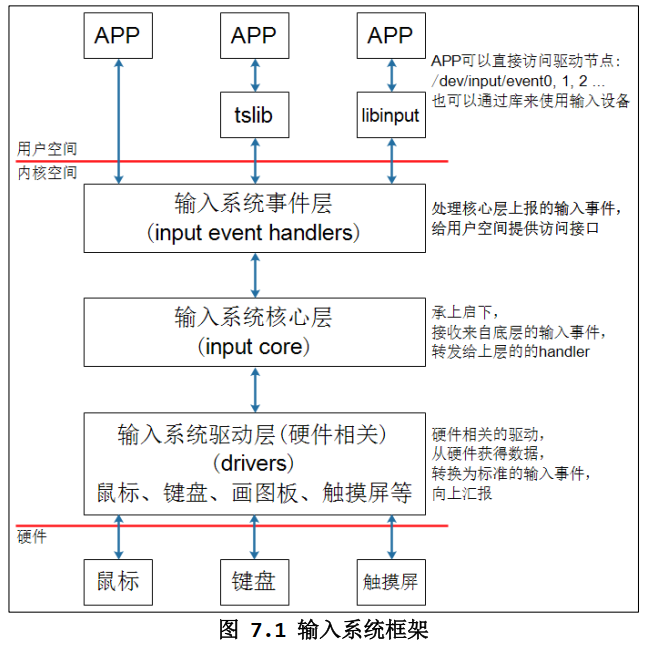 APP
APP
APP
APP可以直接访问驱动节点:
/dev/input/event0, 1, 2 ...
也可以通过库来使用输入设备
tslib
libinput
用户空间
内核空间
输入系统事件层
(input event handlers)
处理核心层上报的输入事件,
给用户空间提供访问接口
输入系统核心层
(input core)
承上启下,
接收来自底层的输入事件,
转发给上层的的handler
输入系统驱动层(硬件相关)
(drivers)
鼠标、键盘、画图板、触摸屏等
硬件相关的驱动,
从硬件获得数据,
转换为标准的输入事件,
向上汇报
硬件
鼠标
键盘
触摸屏
图 7.1 输入系统框架